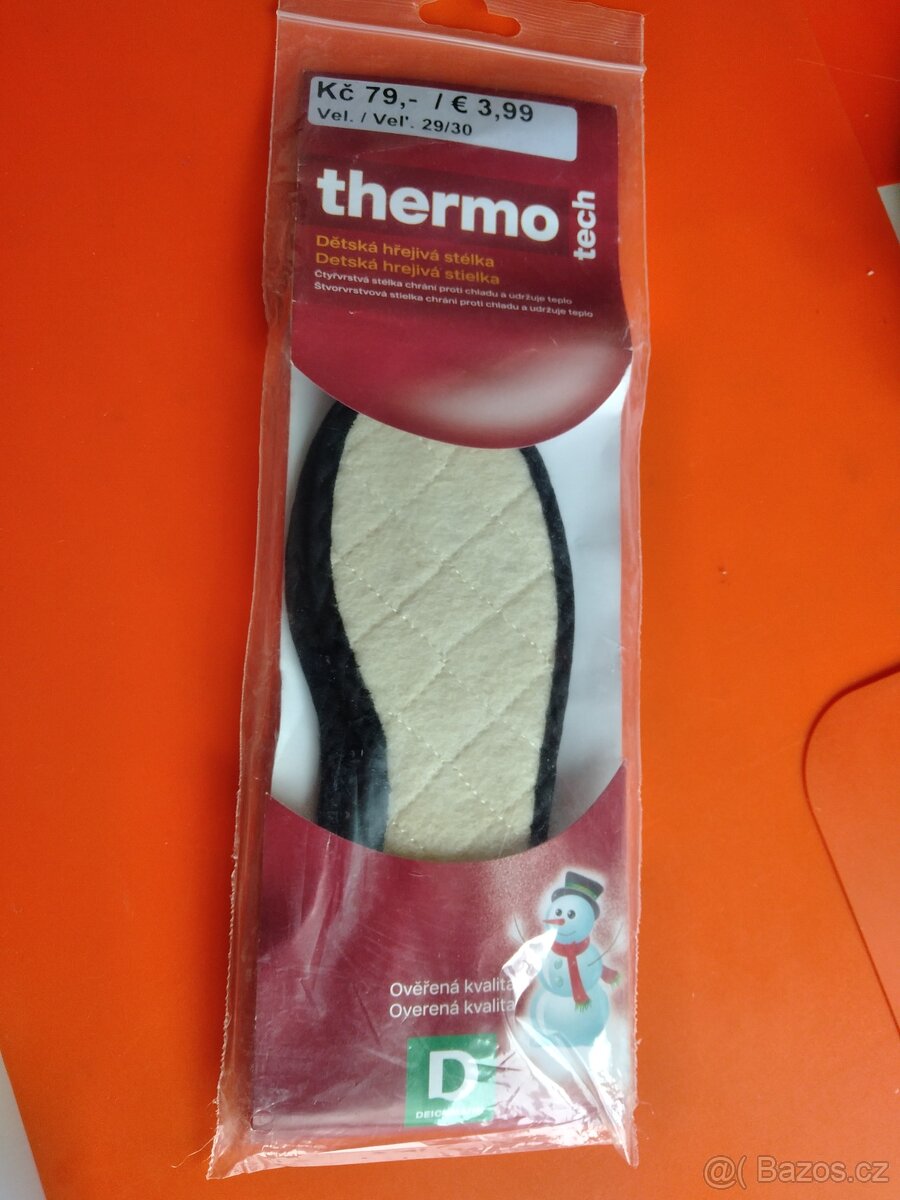 Kč 79,- / € 3,99
Vel. / Veľ. 29/30
thermo tech
Dětská hřejivá stélka
Detská hrejivá stielka
Čtyřvrstvá stélka chrání proti chladu a udržuje teplo
Štvorvrstvová stielka chrání proti chladu a udržuje teplo
Ověřená kvalita
Overená kvalita
D
@( Bazos.cz